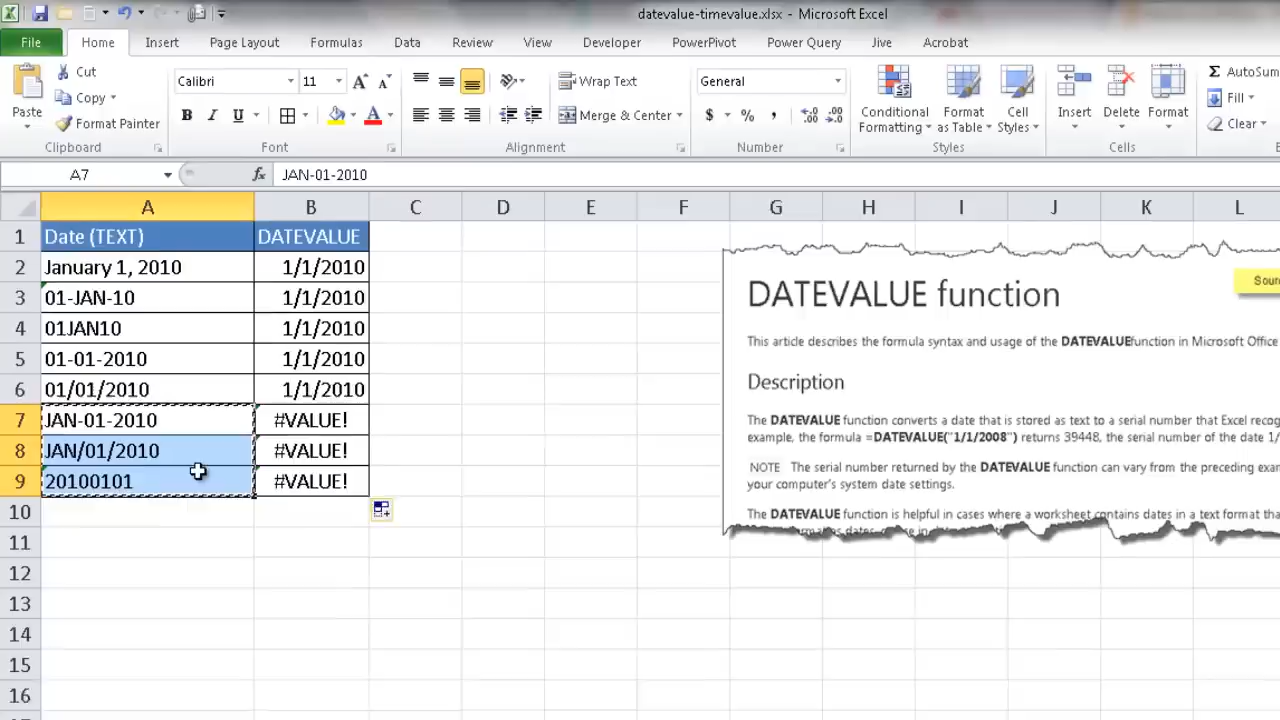 datevalue-timevalue.xlsx - Microsoft Excel
File Home Insert Page Layout Formulas Data Review View Developer PowerPivot Power Query Jive Acrobat
Paste
Cut
Copy
Format Painter
Clipboard
Calibri 11
B I U
Font
Wrap Text
Merge & Center
Alignment
General
$ % ,
Number
Conditional Formatting
Format as Table
Cell Styles
Styles
Insert Delete Format
Cells
Σ AutoSum
Fill
Clear
A7 fx JAN-01-2010
A B C D E F G H I J K L
1 Date (TEXT) DATEVALUE
2 January 1, 2010 1/1/2010
3 01-JAN-10 1/1/2010
4 01JAN10 1/1/2010
5 01-01-2010 1/1/2010
6 01/01/2010 1/1/2010
7 JAN-01-2010 #VALUE!
8 JAN/01/2010 #VALUE!
9 20100101 #VALUE!
10
11
12
13
14
15
16
DATEVALUE function
This article describes the formula syntax and usage of the DATEVALUEfunction in Microsoft Office
Description
The DATEVALUE function converts a date that is stored as text to a serial number that Excel
example, the formula =DATEVALUE("1/1/2008") returns 39448, the serial number of the date
NOTE The serial number returned by the DATEVALUE function can vary from the preceding
your computer's system date settings.
The DATEVALUE function is helpful in cases where a worksheet contains dates in a text format